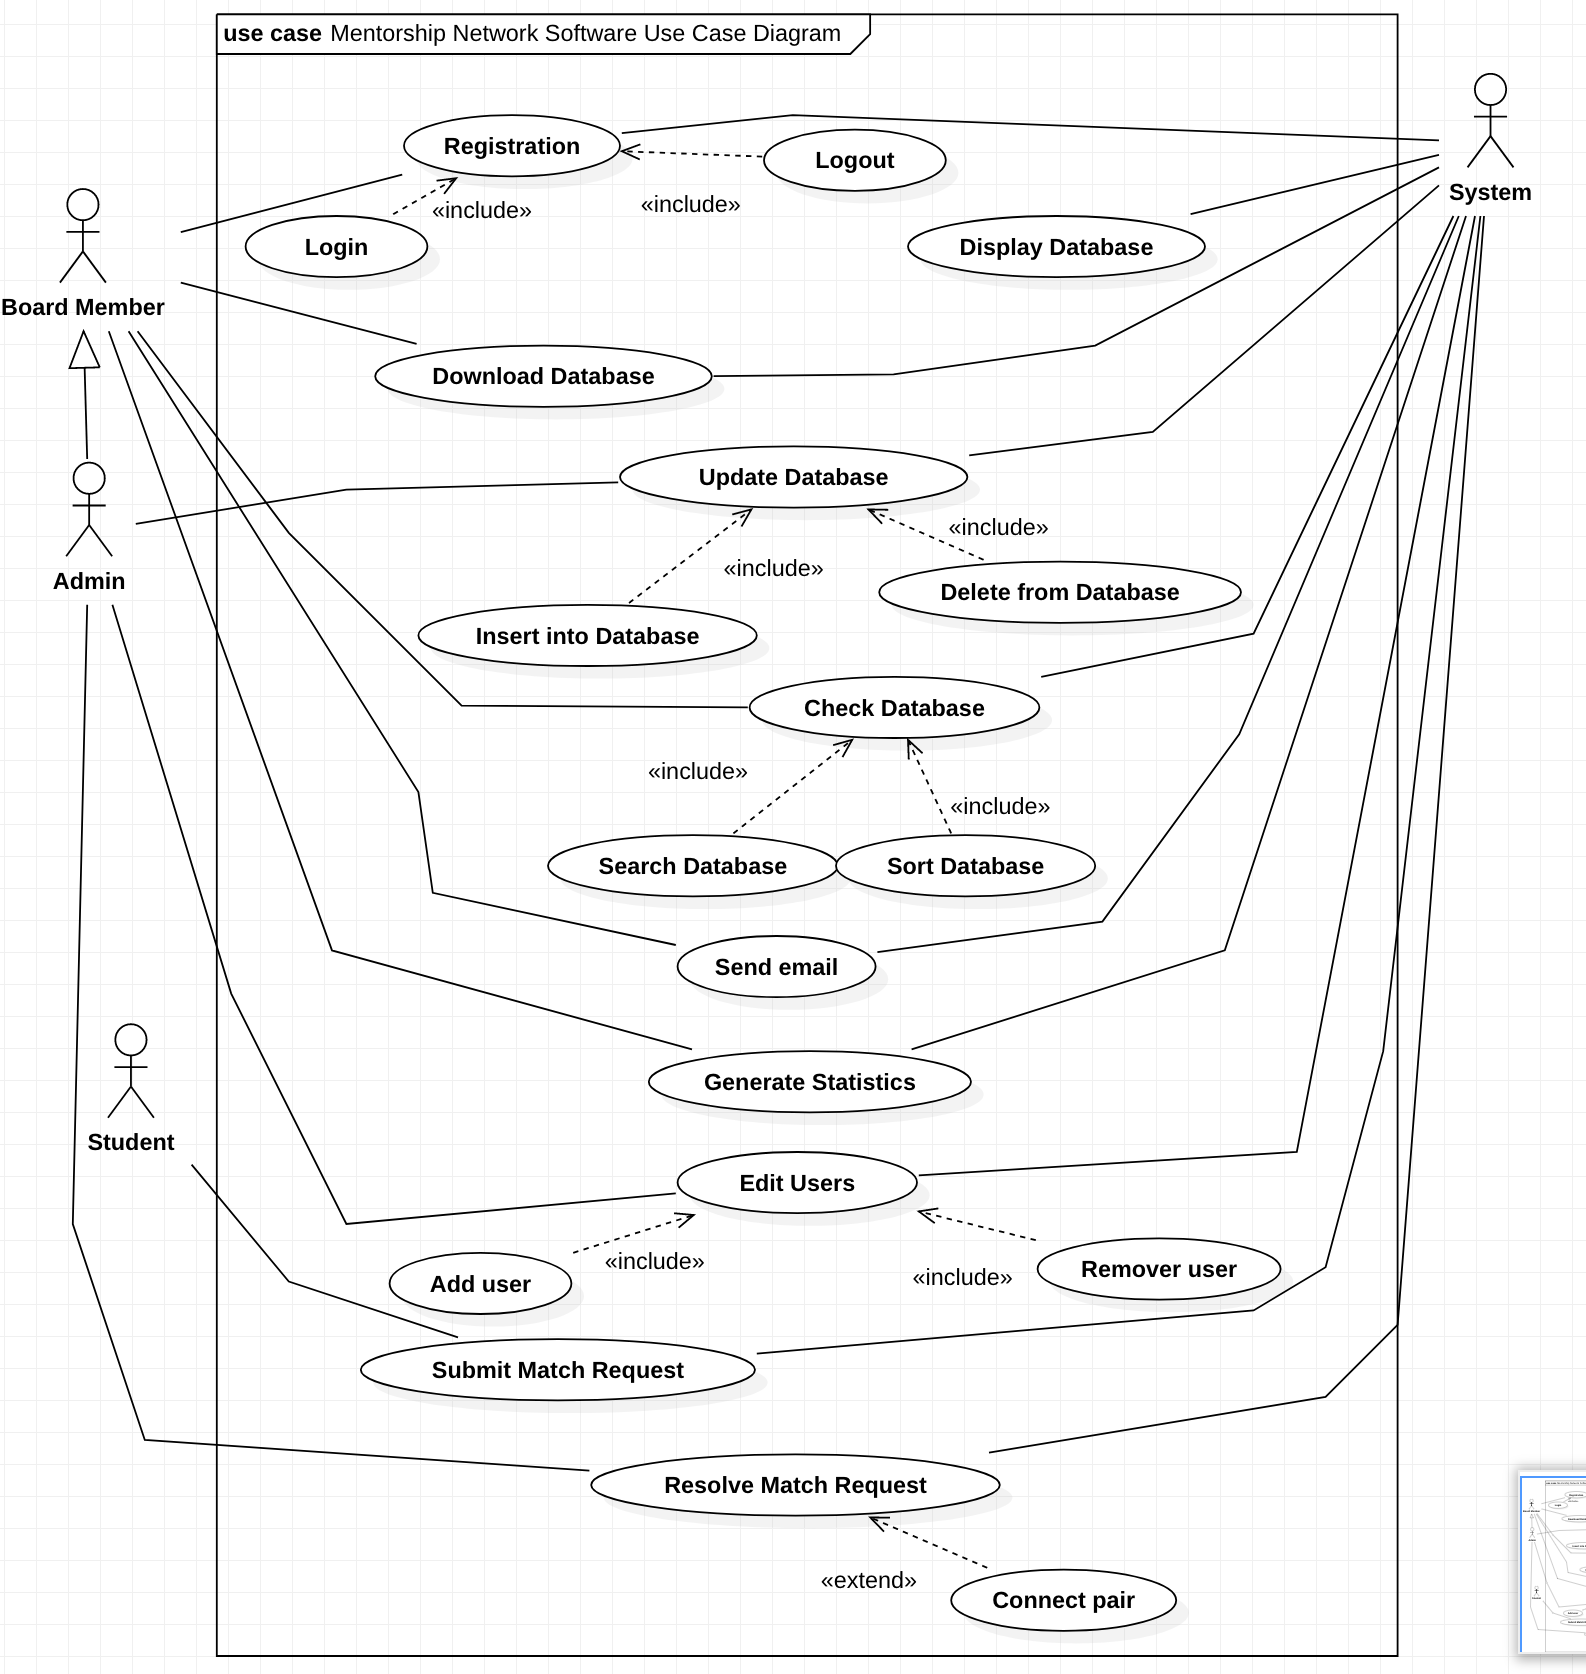 use case Mentorship Network Software Use Case Diagram
Registration
Logout
System
«include»
«include»
Login
Display Database
Board Member
Download Database
Update Database
«include»
«include»
Admin
Delete from Database
Insert into Database
Check Database
«include»
«include»
Search Database
Sort Database
Send email
Generate Statistics
Student
Edit Users
«include»
Remover user
«include»
Add user
Submit Match Request
Resolve Match Request
«extend»
Connect pair